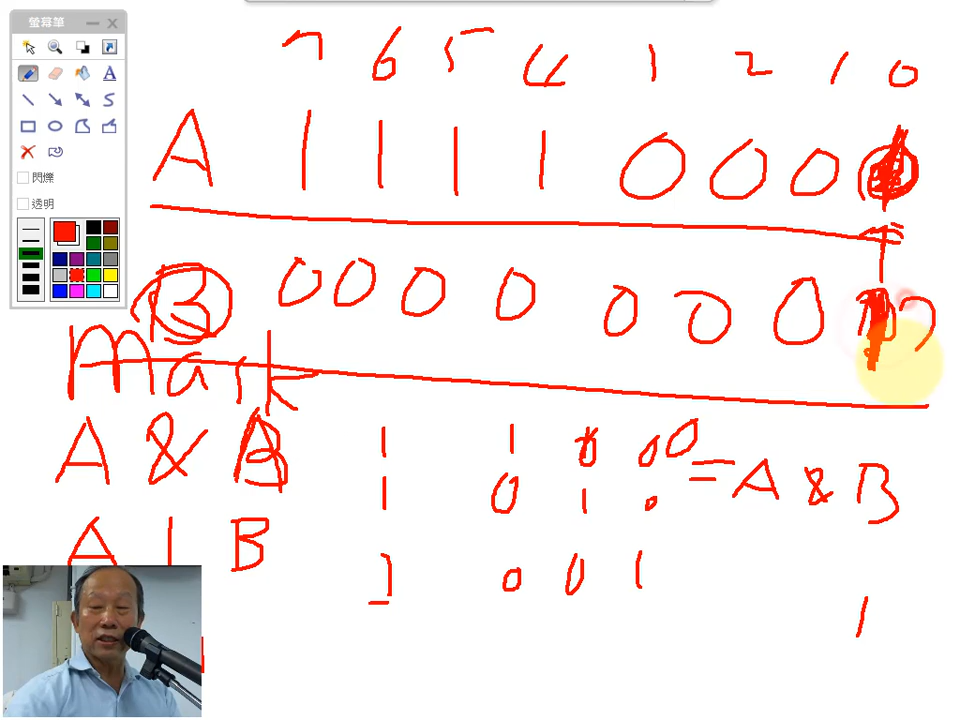 螢幕筆
7 6 5 4 1 2 1 0
A 1 1 1 1 0 0 0
閃爍
透明
B 0 0 0 0 0 0 0
mask
A & B 1 1 0 0 0
1 0 1 0 = A & B
A | B
1 0 0 1
1